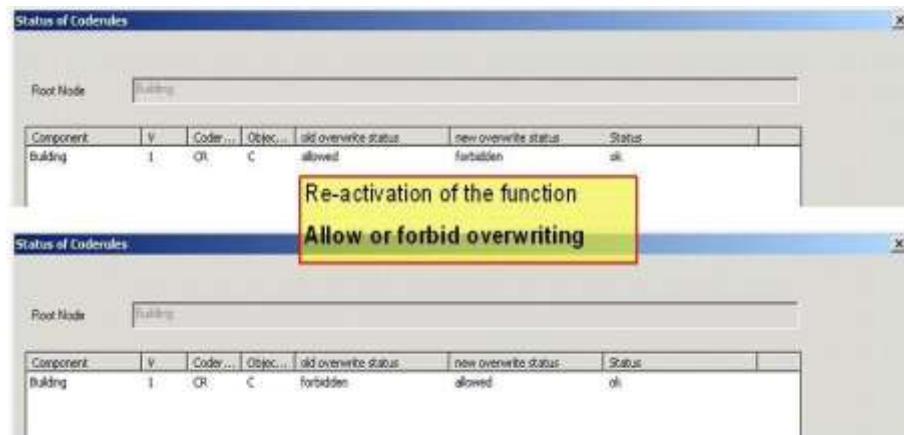 Status of Coderules
Root Node Building
Component V Coder... Objec... old overwrite status new overwrite status Status
Building 1 CR C allowed forbidden ok
Re-activation of the function
Allow or forbid overwriting
Status of Coderules
Root Node Building
Component V Coder... Objec... old overwrite status new overwrite status Status
Building 1 CR C forbidden allowed ok